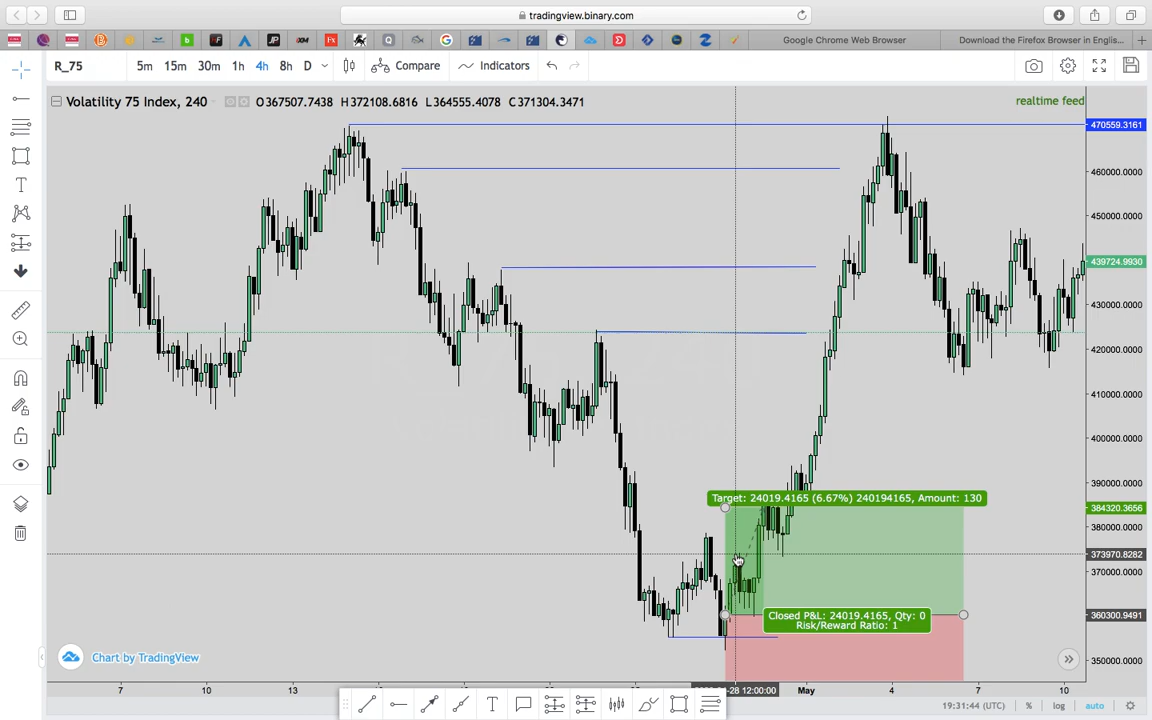 tradingview.binary.com
Google Chrome Web Browser
Download the Firefox Browser in Englis...
R_75
5m 15m 30m 1h 4h 8h D
Compare
Indicators
Volatility 75 Index, 240
O367507.7438 H372108.6816 L364555.4078 C371304.3471
realtime feed
470559.3161
460000.0000
450000.0000
439724.9930
430000.0000
420000.0000
410000.0000
400000.0000
390000.0000
Target: 24019.4165 (6.67%) 240194165, Amount: 130
384320.3656
380000.0000
373970.8282
370000.0000
Closed P&L: 24019.4165, Qty: 0
Risk/Reward Ratio: 1
360300.9491
350000.0000
Chart by TradingView
7 10 13
-28 12:00:00
May 4 7 10
19:31:44 (UTC)
% log auto